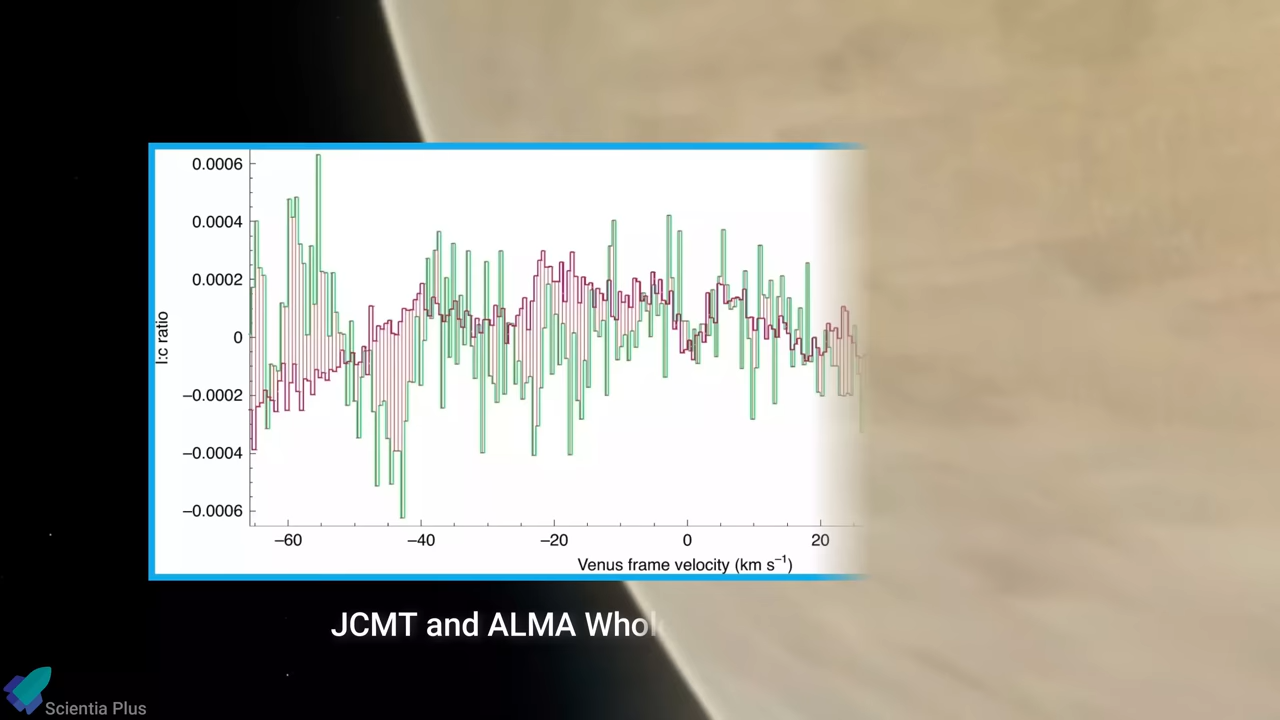 0.0006
0.0004
0.0002
0
−0.0002
−0.0004
−0.0006
l:c ratio
−60 −40 −20 0 20
Venus frame velocity (km s⁻¹)
JCMT and ALMA
Scientia Plus